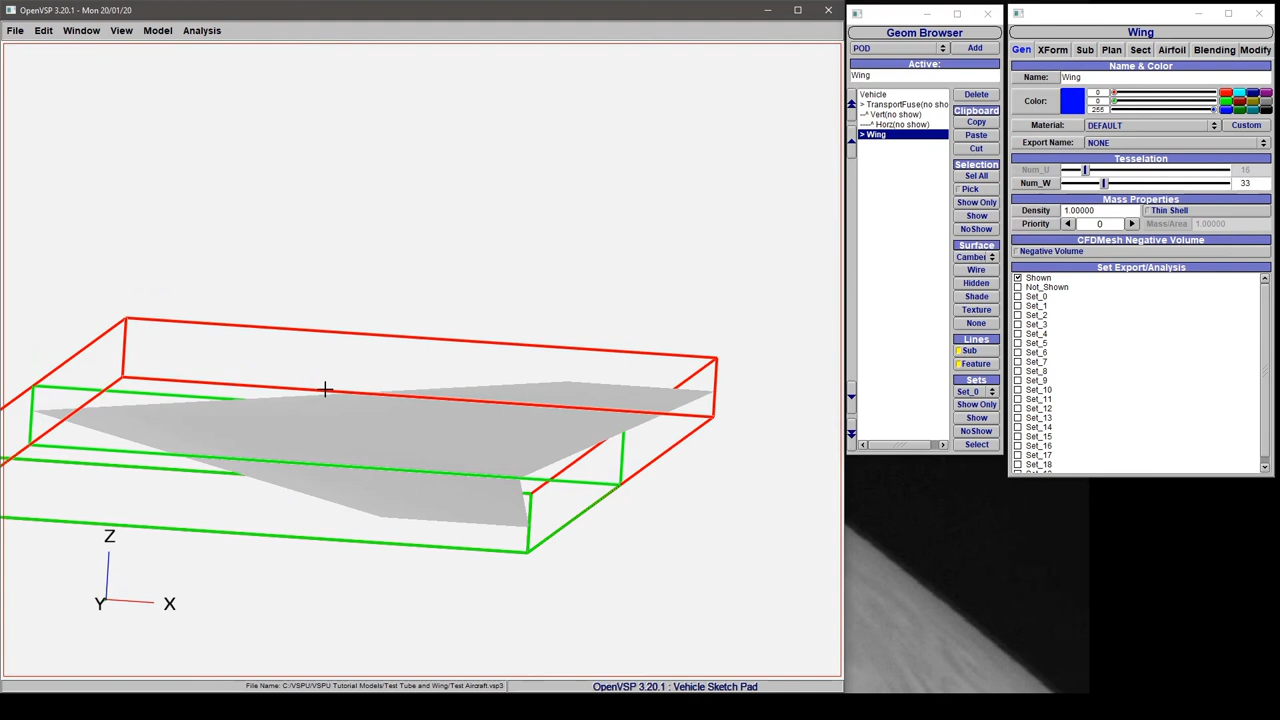 OpenVSP 3.20.1 - Mon 20/01/20
File Edit Window View Model Analysis
Z
Y X
File Name: C:/VSPU/VSPU Tutorial Models/Test Tube and Wing/Test Aircraft.vsp3
OpenVSP 3.20.1 : Vehicle Sketch Pad
Geom Browser
POD Add
Active:
Wing
Vehicle
> TransportFuse(no sho
--^ Vert(no show)
----^ Horz(no show)
> Wing
Delete
Clipboard
Copy
Paste
Cut
Selection
Sel All
Pick
Show Only
Show
NoShow
Surface
Camber
Wire
Hidden
Shade
Texture
None
Lines
Sub
Feature
Sets
Set_0
Show Only
Show
NoShow
Select
Wing
Gen XForm Sub Plan Sect Airfoil Blending Modify
Name & Color
Name: Wing
Color: 0
0
255
Material: DEFAULT Custom
Export Name: NONE
Tesselation
Num_U 16
Num_W 33
Mass Properties
Density 1.00000 Thin Shell
Priority 0 Mass/Area 1.00000
CFDMesh Negative Volume
Negative Volume
Set Export/Analysis
Shown
Not_Shown
Set_0
Set_1
Set_2
Set_3
Set_4
Set_5
Set_6
Set_7
Set_8
Set_9
Set_10
Set_11
Set_12
Set_13
Set_14
Set_15
Set_16
Set_17
Set_18